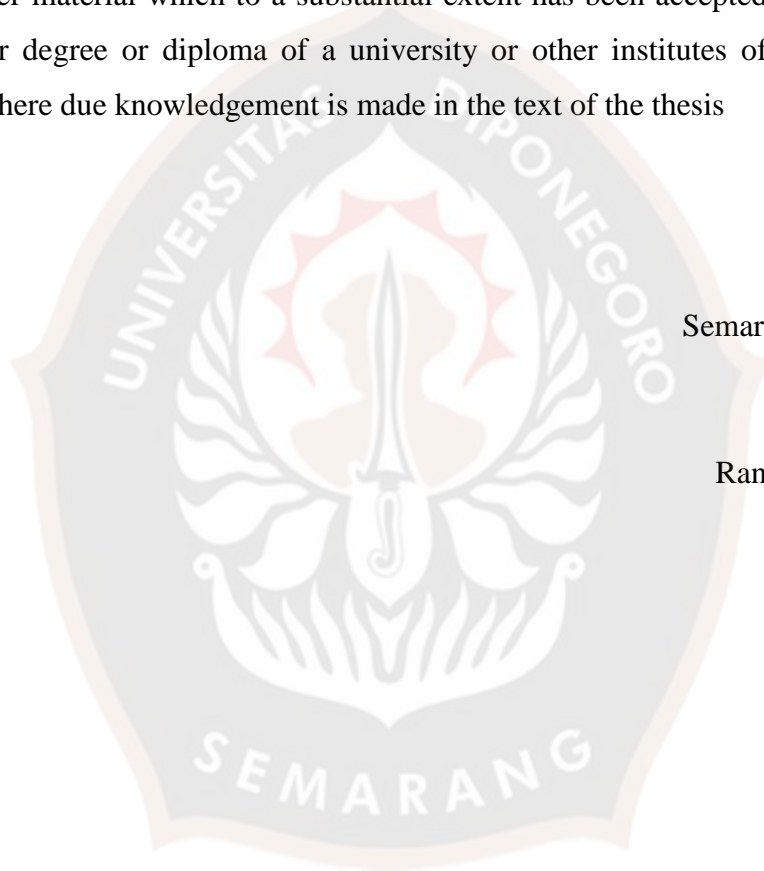 er material which to a substantial extent has been accepted
r degree or diploma of a university or other institutes of
here due knowledgement is made in the text of the thesis
UNIVERSITAS DIPONEGORO
Semar
Ran
SEMARANG